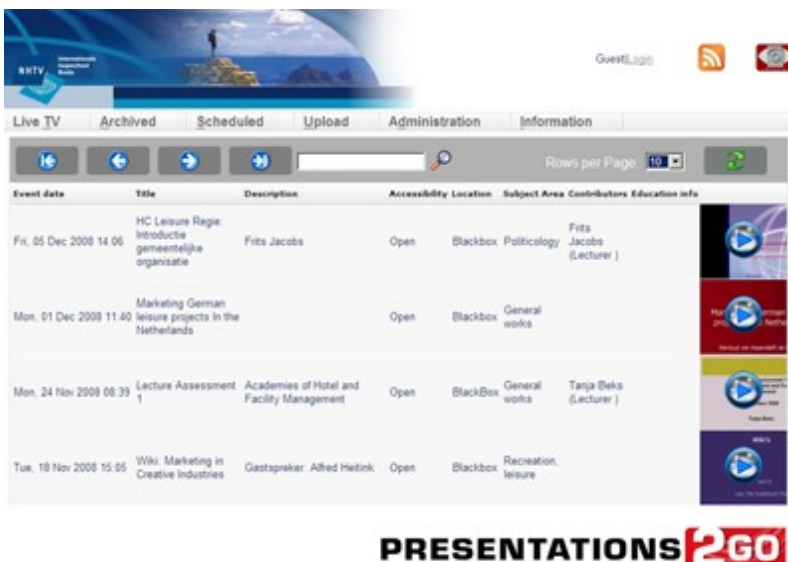 NHTV Internationale hogeschool Breda
Guest|Login
Live TV Archived Scheduled Upload Administration Information
Rows per Page: 10
Event date Title Description Accessibility Location Subject Area Contributors Education info
Fri, 05 Dec 2008 14:06 HC Leisure Regie: Introductie gemeentelijke organisatie Frits Jacobs Open Blackbox Politicology Frits Jacobs (Lecturer )
Mon, 01 Dec 2008 11:40 Marketing German leisure projects In the Netherlands Open Blackbox General works
Mon, 24 Nov 2008 08:39 Lecture Assessment 1 Academies of Hotel and Facility Management Open BlackBox General works Tanja Beks (Lecturer )
Tue, 18 Nov 2008 15:05 Wiki: Marketing in Creative Industries Gastspreker: Alfred Heitink Open Blackbox Recreation, leisure
PRESENTATIONS 2GO